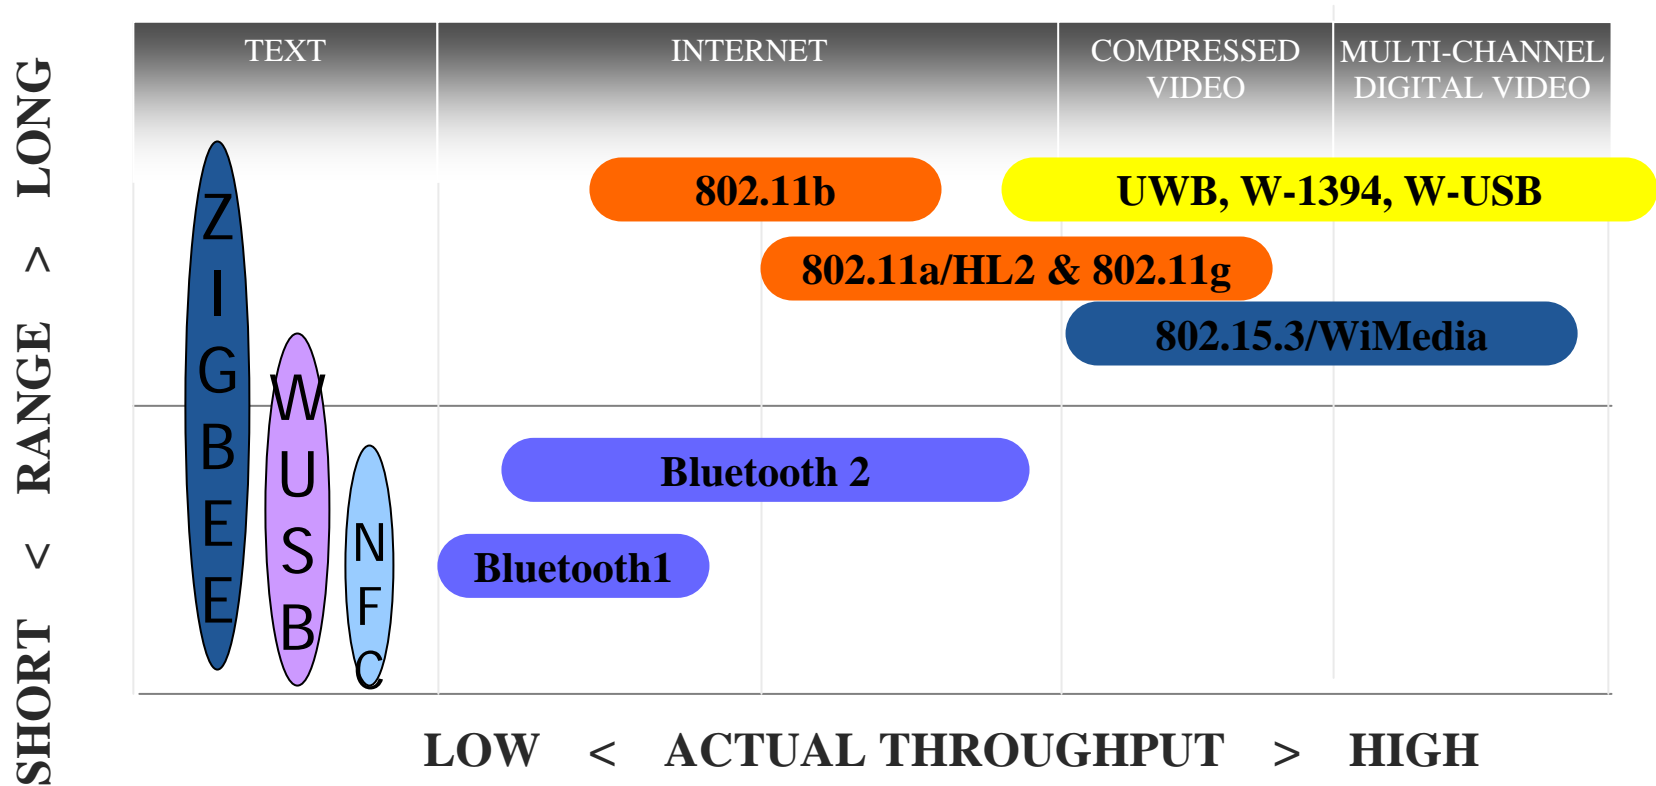 TEXT
INTERNET
COMPRESSED
VIDEO
MULTI-CHANNEL
DIGITAL VIDEO
SHORT < RANGE > LONG
ZIGBEE
WUSB
NFC
802.11b
UWB, W-1394, W-USB
802.11a/HL2 & 802.11g
802.15.3/WiMedia
Bluetooth 2
Bluetooth1
LOW < ACTUAL THROUGHPUT > HIGH